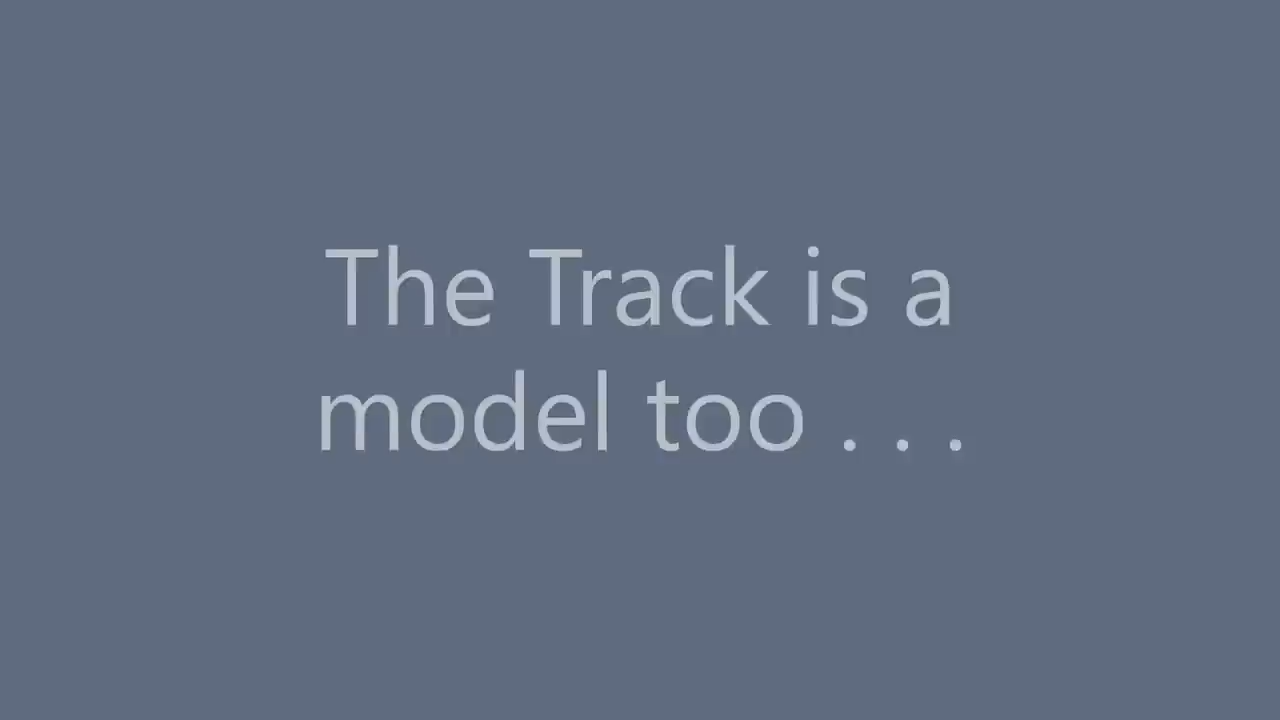 The Track is a
model too . . .